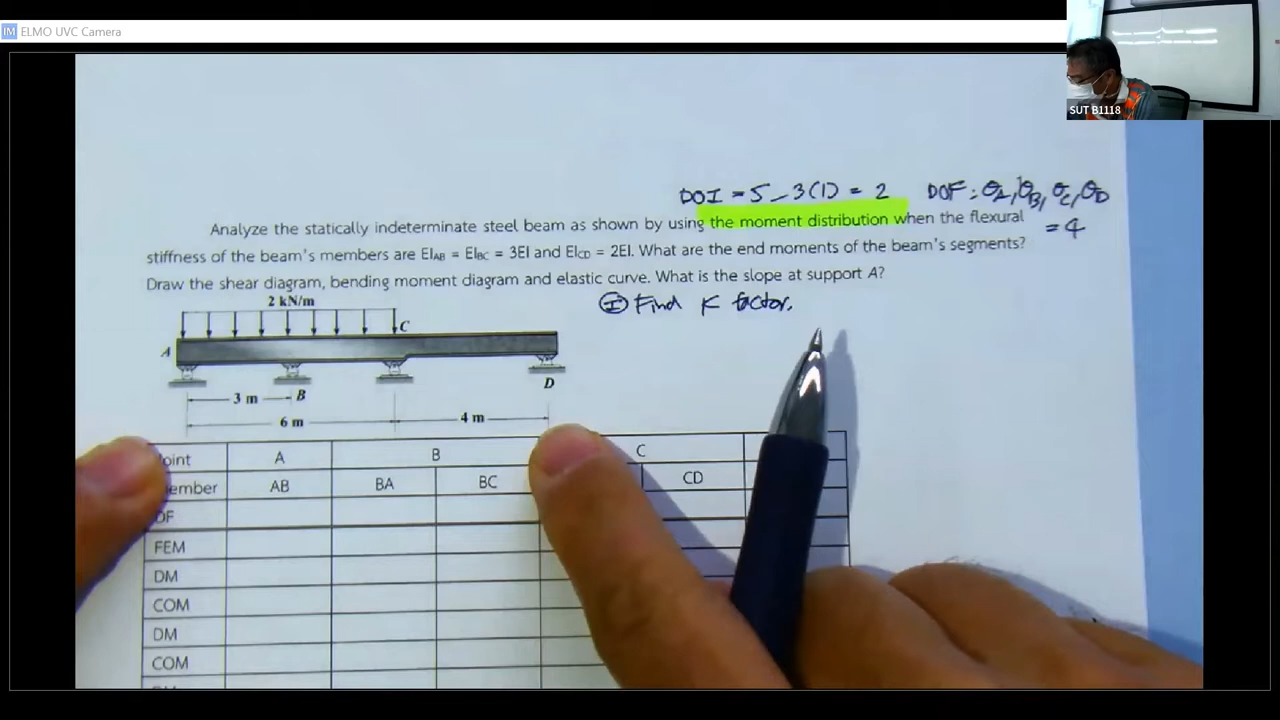 IM ELMO UVC Camera
SUT B1118
DOI = 5 - 3(1) = 2 DOF: θA, θB, θC, θD
= 4
Analyze the statically indeterminate steel beam as shown by using the moment distribution when the flexural
stiffness of the beam's members are EIAB = EIBC = 3EI and EICD = 2EI. What are the end moments of the beam's segments?
Draw the shear diagram, bending moment diagram and elastic curve. What is the slope at support A?
I Find K factor.
2 kN/m
C
A
B
D
3 m
6 m
4 m
Joint A B C
AB BA BC CD
DF
FEM
DM
COM
DM
COM